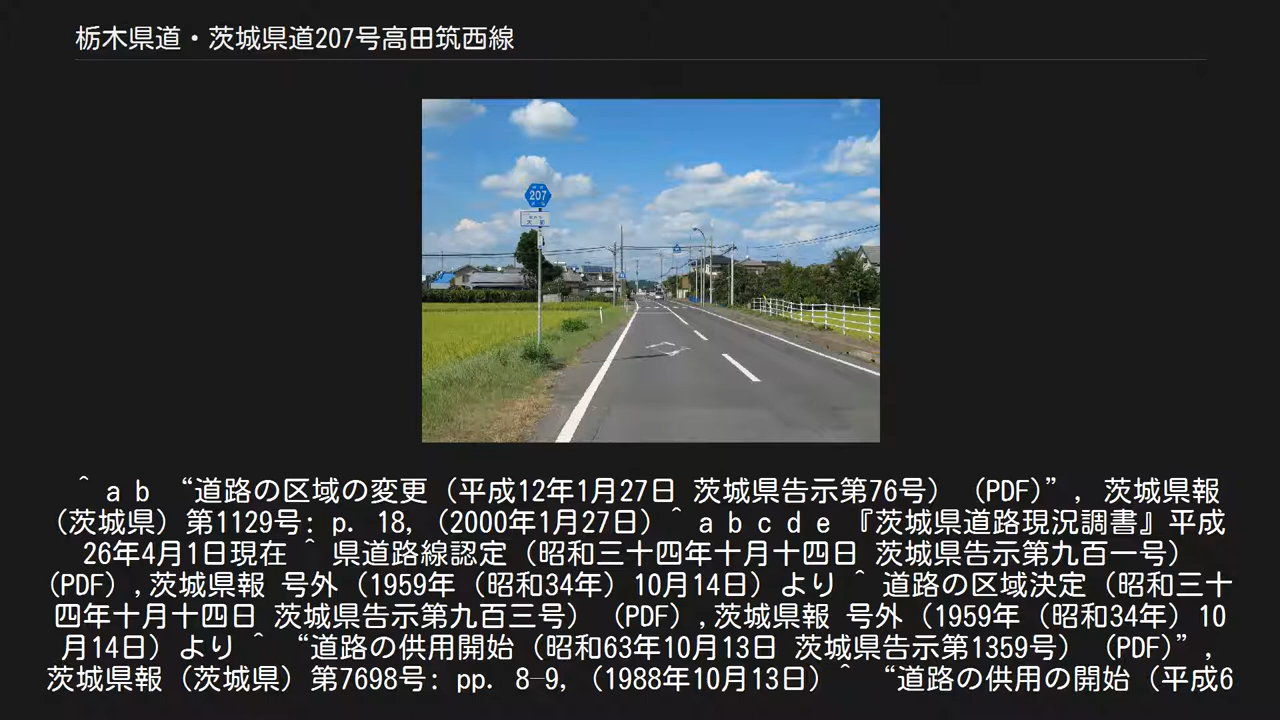 栃木県道・茨城県道207号高田筑西線
207
^ a b “道路の区域の変更（平成12年1月27日 茨城県告示第76号）（PDF）”, 茨城県報
（茨城県）第1129号: p. 18, （2000年1月27日）^ a b c d e 『茨城県道路現況調書』平成
26年4月1日現在 ^ 県道路線認定（昭和三十四年十月十四日 茨城県告示第九百一号）
（PDF）,茨城県報 号外（1959年（昭和34年）10月14日）より ^ 道路の区域決定（昭和三十
四年十月十四日 茨城県告示第九百三号）（PDF）,茨城県報 号外（1959年（昭和34年）10
月14日）より ^ “道路の供用開始（昭和63年10月13日 茨城県告示第1359号）（PDF）”,
茨城県報（茨城県）第7698号: pp. 8–9, （1988年10月13日）^ “道路の供用の開始（平成6